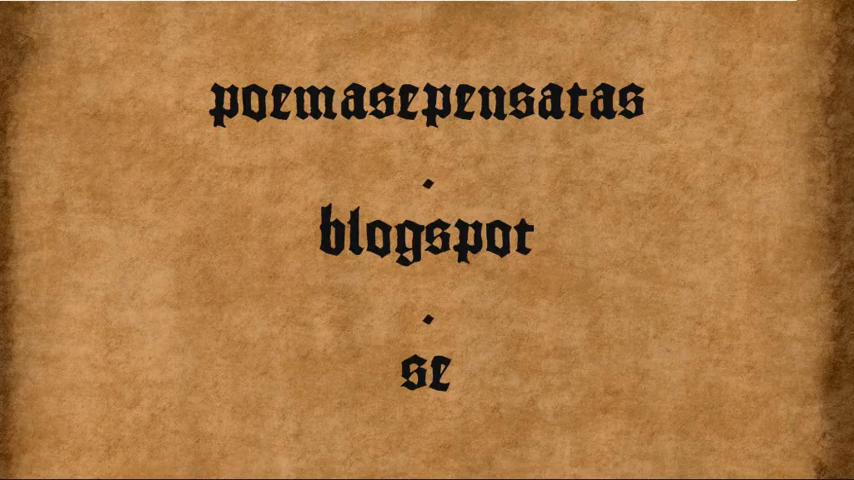 poemasepensatas
.
blogspot
.
se